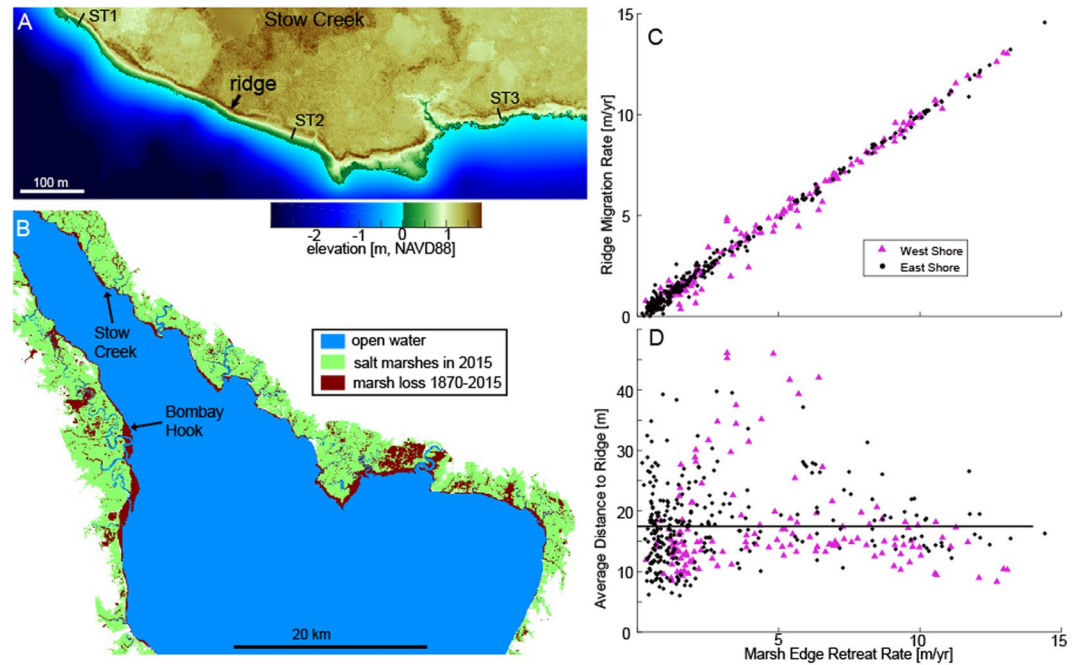 A
ST1
Stow Creek
ridge
ST2
ST3
100 m
-2 -1 0 1
elevation [m, NAVD88]
B
Stow
Creek
Bombay
Hook
open water
salt marshes in 2015
marsh loss 1870-2015
20 km
C
15
10
5
0
Ridge Migration Rate [m/yr]
West Shore
East Shore
D
40
30
20
10
0
Average Distance to Ridge [m]
5 10 15
Marsh Edge Retreat Rate [m/yr]